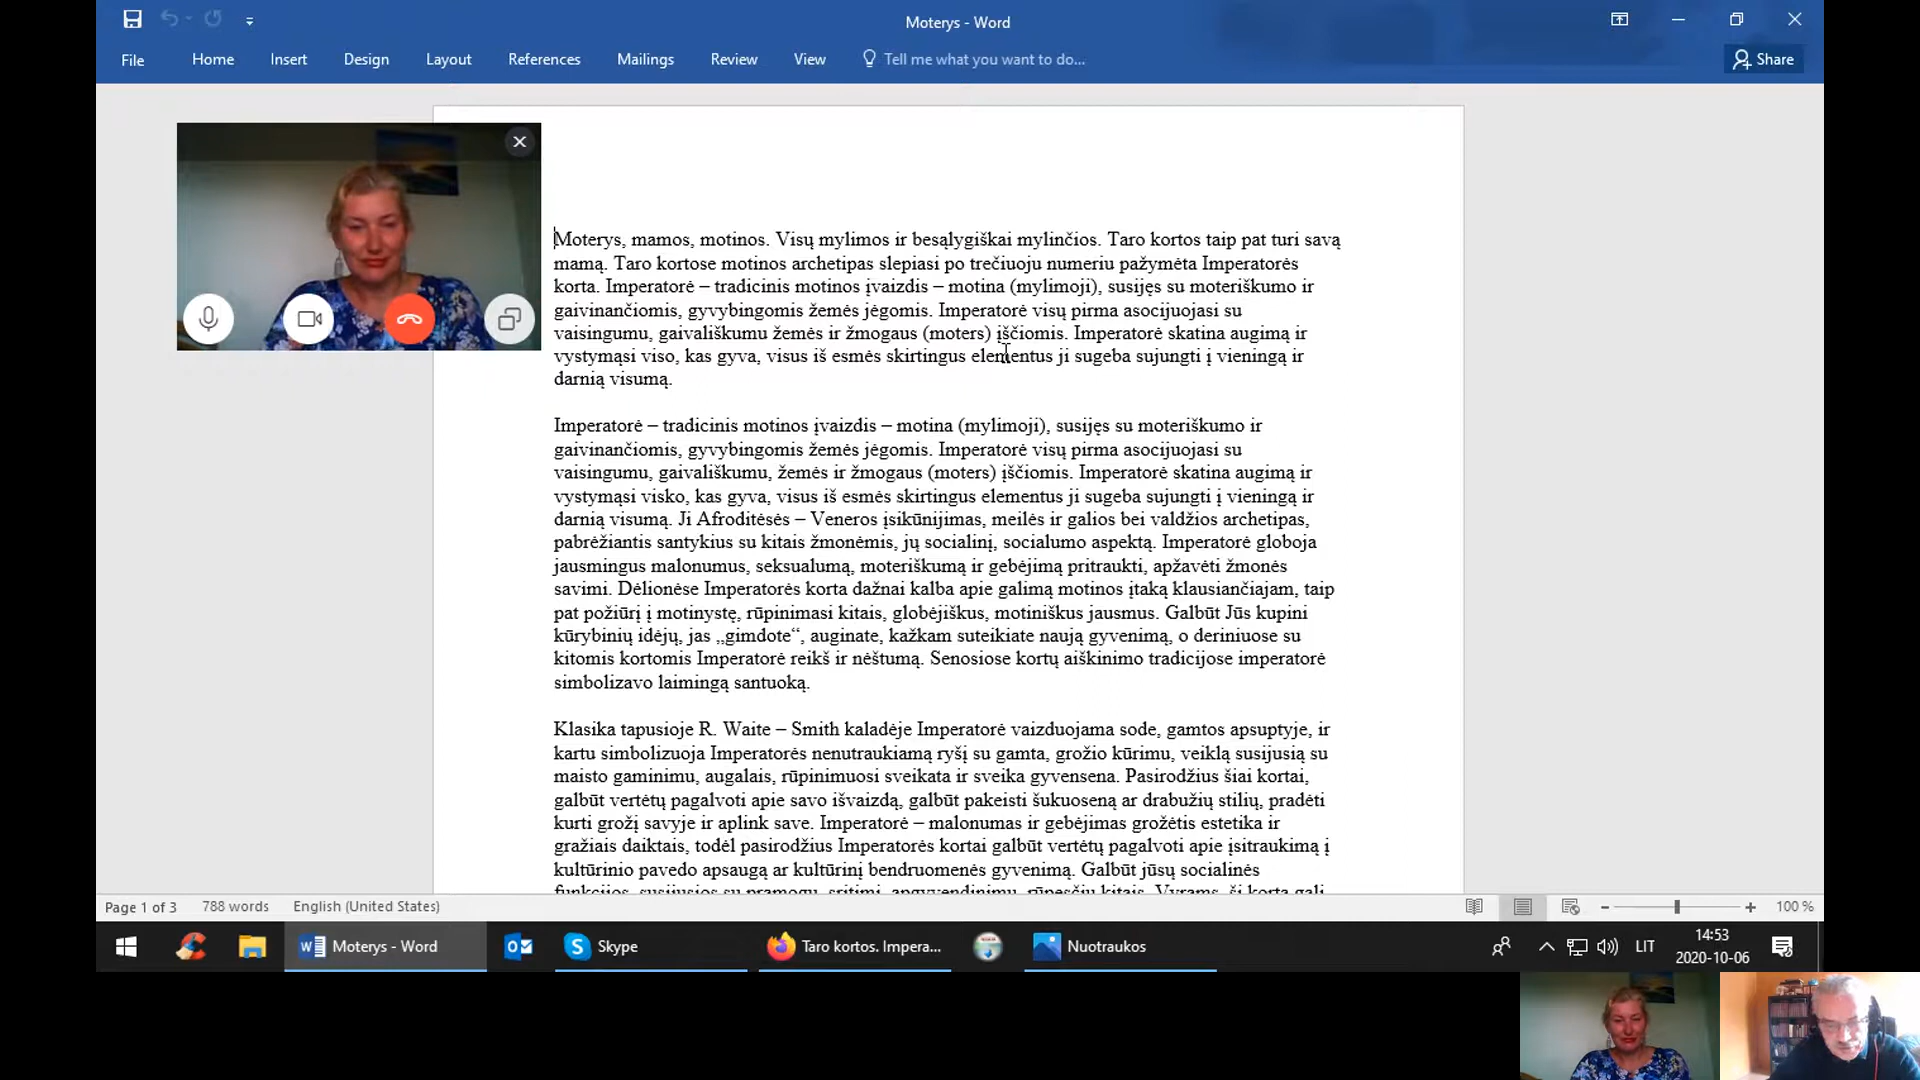 Moterys - Word
File Home Insert Design Layout References Mailings Review View Tell me what you want to do... Share
Moterys, mamos, motinos. Visų mylimos ir besąlygiškai mylinčios. Taro kortos taip pat turi savą
mamą. Taro kortose motinos archetipas slepiasi po trečiuoju numeriu pažymėta Imperatorės
korta. Imperatorė – tradicinis motinos įvaizdis – motina (mylimoji), susijęs su moteriškumo ir
gaivinančiomis, gyvybingomis žemės jėgomis. Imperatorė visų pirma asocijuojasi su
vaisingumu, gaivališkumu žemės ir žmogaus (moters) įščiomis. Imperatorė skatina augimą ir
vystymąsi viso, kas gyva, visus iš esmės skirtingus elementus ji sugeba sujungti į vieningą ir
darnią visumą.
Imperatorė – tradicinis motinos įvaizdis – motina (mylimoji), susijęs su moteriškumo ir
gaivinančiomis, gyvybingomis žemės jėgomis. Imperatorė visų pirma asocijuojasi su
vaisingumu, gaivališkumu, žemės ir žmogaus (moters) įščiomis. Imperatorė skatina augimą ir
vystymąsi visko, kas gyva, visus iš esmės skirtingus elementus ji sugeba sujungti į vieningą ir
darnią visumą. Ji Afroditėsės – Veneros įsikūnijimas, meilės ir galios bei valdžios archetipas,
pabrėžiantis santykius su kitais žmonėmis, jų socialinį, socialumo aspektą. Imperatorė globoja
jausmingus malonumus, seksualumą, moteriškumą ir gebėjimą pritraukti, apžavėti žmonės
savimi. Dėlionėse Imperatorės korta dažnai kalba apie galimą motinos įtaką klausiančiajam, taip
pat požiūrį į motinystę, rūpinimasi kitais, globėjiškus, motiniškus jausmus. Galbūt Jūs kupini
kūrybinių idėjų, jas „gimdote“, auginate, kažkam suteikiate naują gyvenimą, o deriniuose su
kitomis kortomis Imperatorė reikš ir nėštumą. Senosiose kortų aiškinimo tradicijose imperatorė
simbolizavo laimingą santuoką.
Klasika tapusioje R. Waite – Smith kaladėje Imperatorė vaizduojama sode, gamtos apsuptyje, ir
kartu simbolizuoja Imperatorės nenutraukiamą ryšį su gamta, grožio kūrimu, veiklą susijusią su
maisto gaminimu, augalais, rūpinimuosi sveikata ir sveika gyvensena. Pasirodžius šiai kortai,
galbūt vertėtų pagalvoti apie savo išvaizdą, galbūt pakeisti šukuoseną ar drabužių stilių, pradėti
kurti grožį savyje ir aplink save. Imperatorė – malonumas ir gebėjimas grožėtis estetika ir
gražiais daiktais, todėl pasirodžius Imperatorės kortai galbūt vertėtų pagalvoti apie įsitraukimą į
kultūrinio pavedo apsaugą ar kultūrinį bendruomenės gyvenimą. Galbūt jūsų socialinės
funkcijos, susijusios su pramogų, sritimi, apgyvendinimu, rūpesčiu kitais. Vyrams, ši korta gali
Page 1 of 3 788 words English (United States) 100 %
Moterys - Word Skype Taro kortos. Impera... Nuotraukos LIT 14:53
2020-10-06